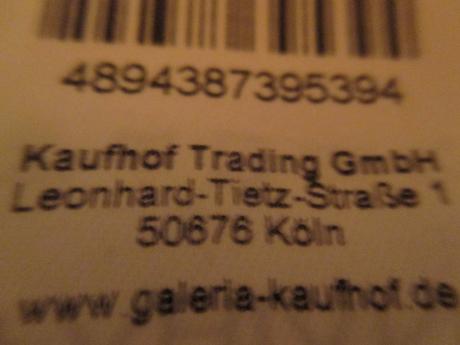 4894387395394
Kaufhof Trading GmbH
Leonhard-Tietz-Straße 1
50676 Köln
www.galeria-kaufhof.de